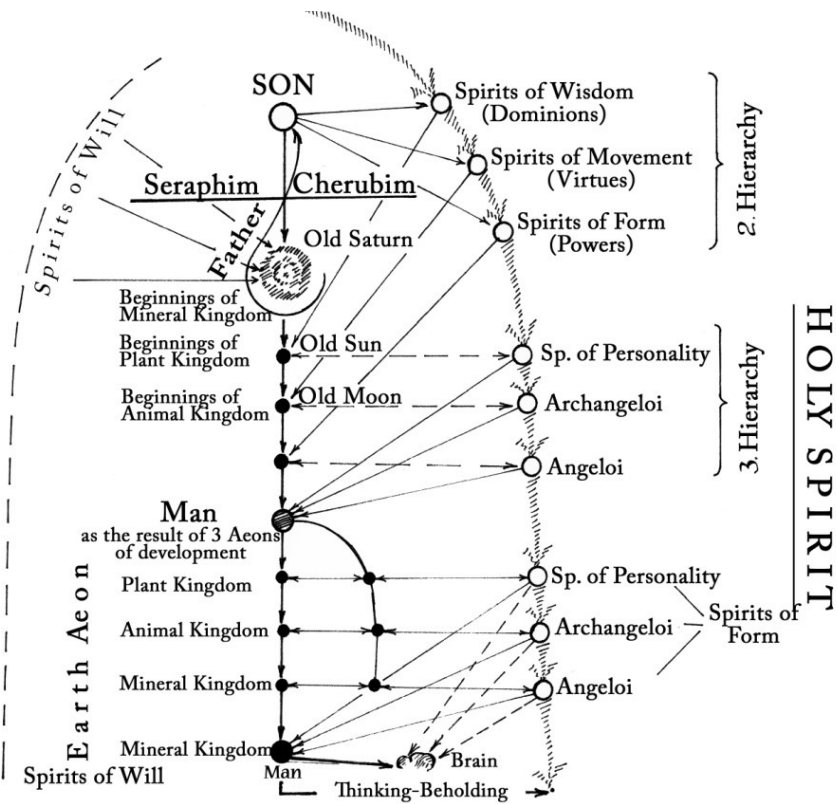 SON
Spirits of Wisdom
(Dominions)
Spirits of Will
Spirits of Movement
(Virtues)
2. Hierarchy
Seraphim
Cherubim
Father
Spirits of Form
(Powers)
Old Saturn
Beginnings of
Mineral Kingdom
Beginnings of
Plant Kingdom
Old Sun
Sp. of Personality
Beginnings of
Animal Kingdom
Old Moon
Archangeloi
3. Hierarchy
Angeloi
HOLY SPIRIT
Man
as the result of 3 Aeons
of development
Earth Aeon
Plant Kingdom
Sp. of Personality
Animal Kingdom
Archangeloi
Spirits of
Form
Mineral Kingdom
Angeloi
Mineral Kingdom
Man
Brain
Spirits of Will
Thinking-Beholding